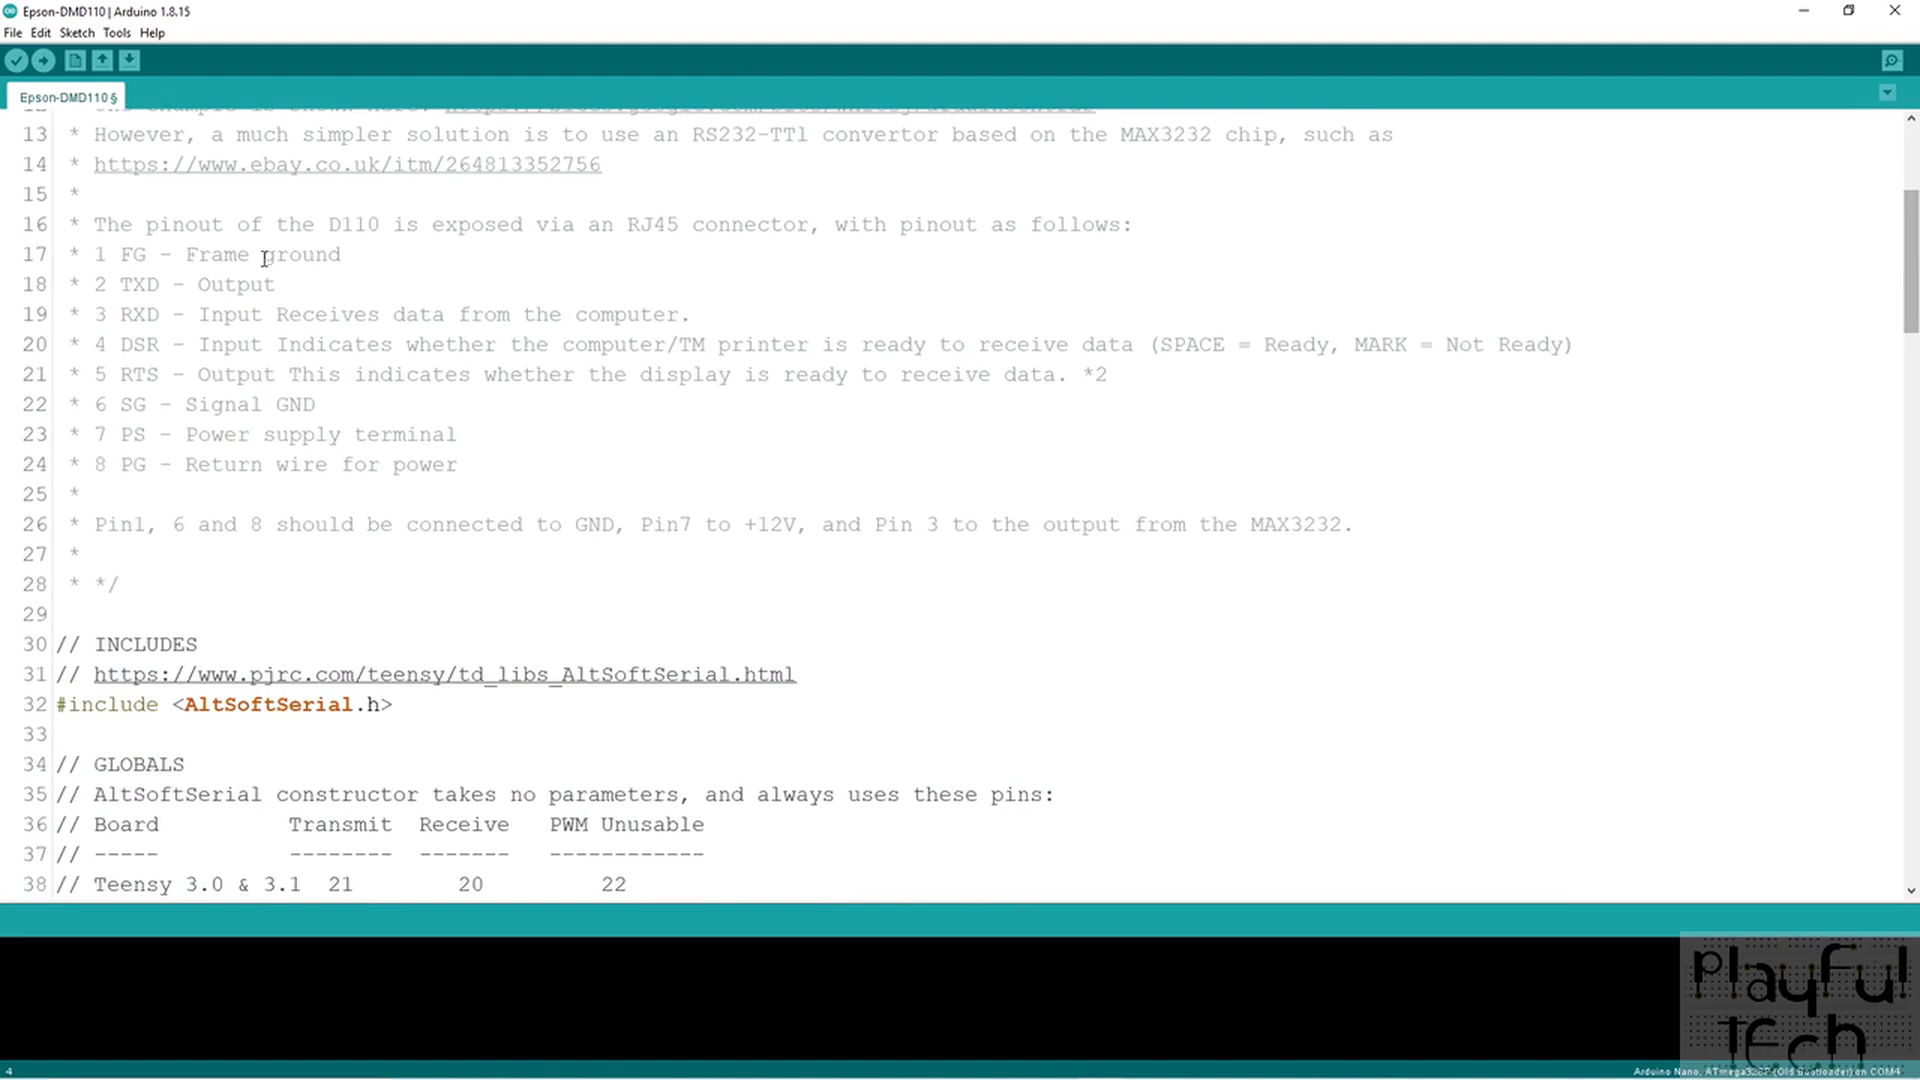 Epson-DMD110 | Arduino 1.8.15
File Edit Sketch Tools Help
Epson-DMD110 §
13 * However, a much simpler solution is to use an RS232-TTl convertor based on the MAX3232 chip, such as
14 * https://www.ebay.co.uk/itm/264813352756
15 *
16 * The pinout of the D110 is exposed via an RJ45 connector, with pinout as follows:
17 * 1 FG - Frame ground
18 * 2 TXD - Output
19 * 3 RXD - Input Receives data from the computer.
20 * 4 DSR - Input Indicates whether the computer/TM printer is ready to receive data (SPACE = Ready, MARK = Not Ready)
21 * 5 RTS - Output This indicates whether the display is ready to receive data. *2
22 * 6 SG - Signal GND
23 * 7 PS - Power supply terminal
24 * 8 PG - Return wire for power
25 *
26 * Pin1, 6 and 8 should be connected to GND, Pin7 to +12V, and Pin 3 to the output from the MAX3232.
27 *
28 * */
29
30 // INCLUDES
31 // https://www.pjrc.com/teensy/td_libs_AltSoftSerial.html
32 #include <AltSoftSerial.h>
33
34 // GLOBALS
35 // AltSoftSerial constructor takes no parameters, and always uses these pins:
36 // Board Transmit Receive PWM Unusable
37 // ----- -------- ------- ------------
38 // Teensy 3.0 & 3.1 21 20 22
playful
tech
4
Arduino Nano, ATmega328P (Old Bootloader) on COM4